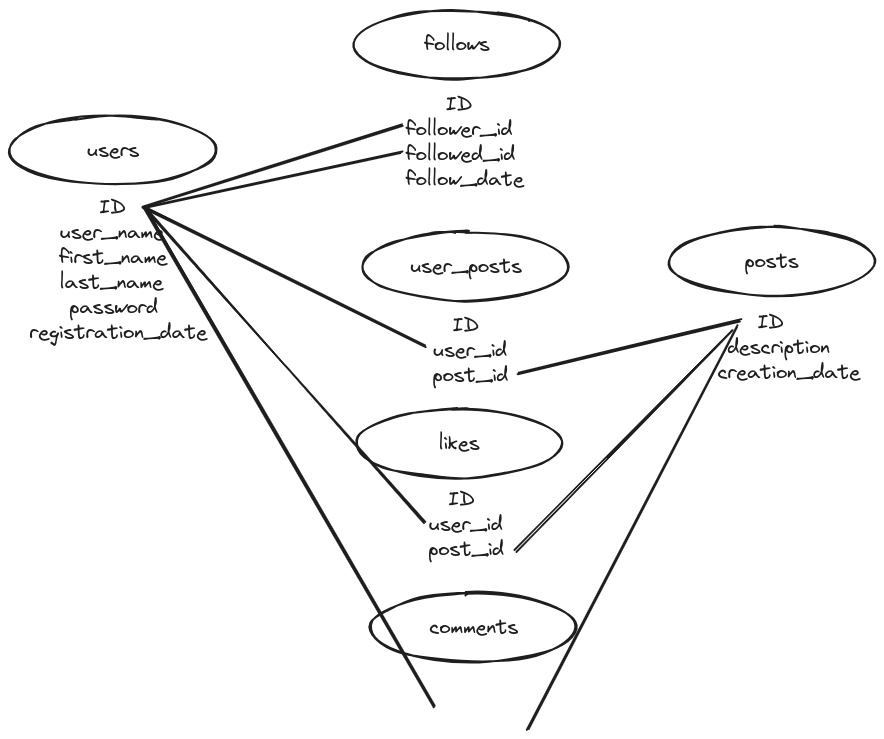 follows
ID
follower_id
followed_id
follow_date
users
ID
user_name
first_name
last_name
password
registration_date
user_posts
ID
user_id
post_id
posts
ID
description
creation_date
likes
ID
user_id
post_id
comments